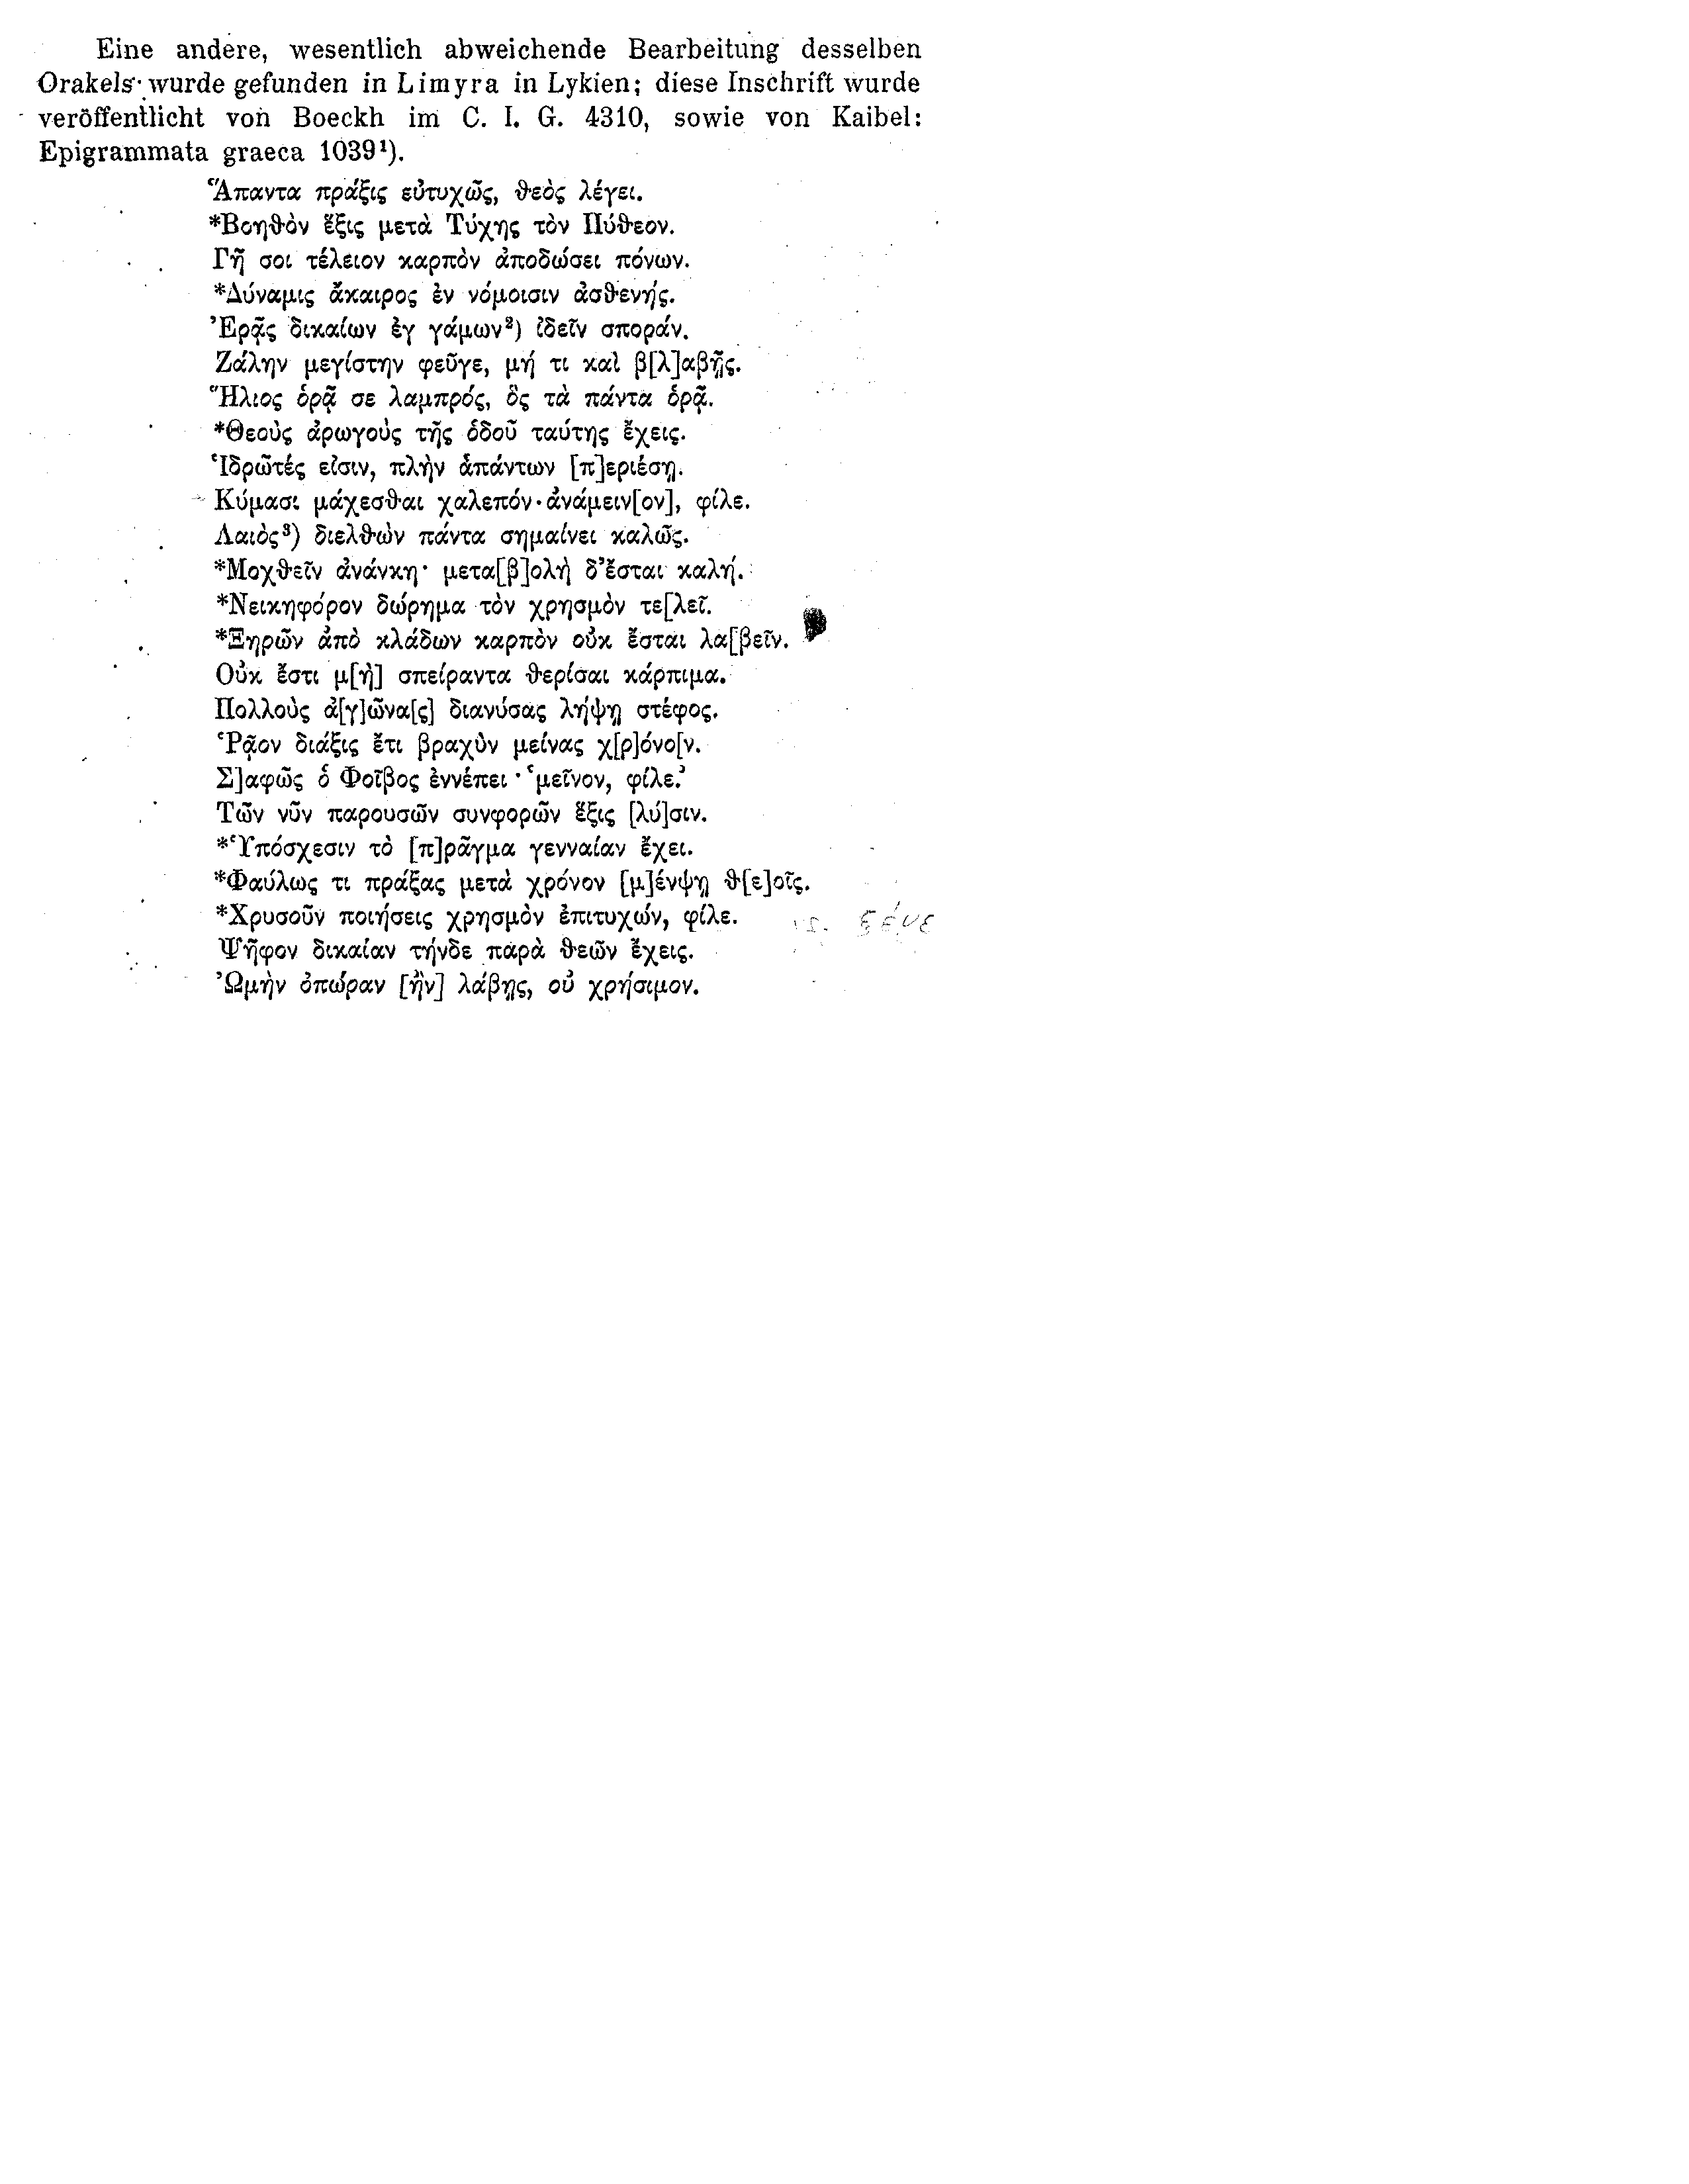 Eine andere, wesentlich abweichende Bearbeitung desselben
Orakels wurde gefunden in Limyra in Lykien; diese Inschrift wurde
veröffentlicht von Boeckh im C. I. G. 4310, sowie von Kaibel:
Epigrammata graeca 1039¹).
Ἅπαντα πράξις εὐτυχῶς, θεὸς λέγει.
*Βοηθὸν ἕξις μετὰ Τύχης τὸν Πύθεον.
Γῆ σοι τέλειον καρπὸν ἀποδώσει πόνων.
*Δύναμις ἄκαιρος ἐν νόμοισιν ἀσθενής.
Ἐρᾷς δικαίων ἐγ γάμων²) ἰδεῖν σποράν.
Ζάλην μεγίστην φεῦγε, μή τι καὶ β[λ]αβῇς.
Ἥλιος ὁρᾷ σε λαμπρός, ὃς τὰ πάντα ὁρᾷ.
*Θεοὺς ἀρωγοὺς τῆς ὁδοῦ ταύτης ἔχεις.
Ἱδρῶτές εἰσιν, πλὴν ἁπάντων [π]εριέσῃ.
Κύμασι μάχεσθαι χαλεπόν· ἀνάμειν[ον], φίλε.
Λαιὸς³) διελθὼν πάντα σημαίνει καλῶς.
*Μοχθεῖν ἀνάνκη· μετα[β]ολὴ δ’ἔσται καλή.
*Νεικηφόρον δώρημα τὸν χρησμὸν τε[λεῖ.
*Ξηρῶν ἀπὸ κλάδων καρπὸν οὐκ ἔσται λα[βεῖν.
Οὐκ ἔστι μ[ὴ] σπείραντα θερίσαι κάρπιμα.
Πολλοὺς ἀ[γ]ῶνα[ς] διανύσας λήψῃ στέφος.
Ῥᾷον διάξις ἔτι βραχὺν μείνας χ[ρ]όνο[ν.
Σ]αφῶς ὁ Φοῖβος ἐννέπει· ‘μεῖνον, φίλε.’
Τῶν νῦν παρουσῶν συνφορῶν ἕξις [λύ]σιν.
*Ὑπόσχεσιν τὸ [π]ρᾶγμα γενναίαν ἔχει.
*Φαύλως τι πράξας μετὰ χρόνον [μ]ένψῃ θ[ε]οῖς.
*Χρυσοῦν ποιήσεις χρησμὸν ἐπιτυχών, φίλε. ξένε
Ψῆφον δικαίαν τήνδε παρὰ θεῶν ἔχεις.
Ὠμὴν ὀπώραν [ἢν] λάβῃς, οὐ χρήσιμον.